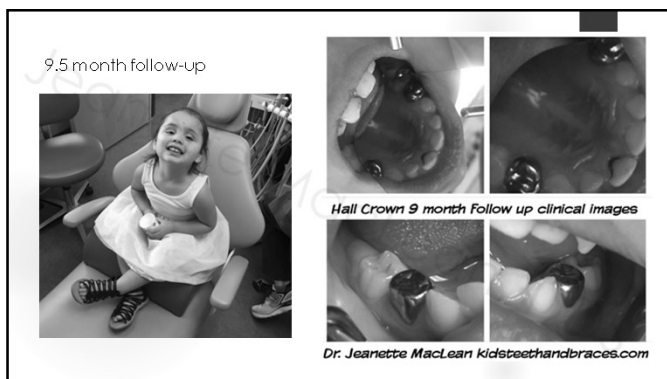 9.5 month follow-up
Hall Crown 9 month Follow up clinical images
Dr. Jeanette MacLean kidsteethandbraces.com